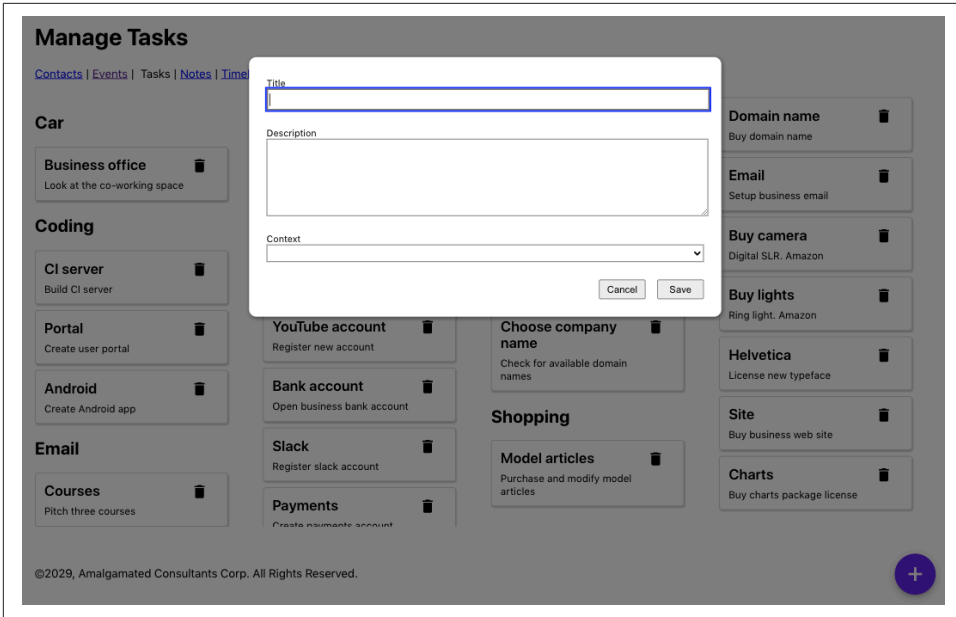 Manage Tasks
Contacts | Events | Tasks | Notes | Timel
Title
Description
Context
Cancel Save
Car
Business office
Look at the co-working space
Coding
CI server
Build CI server
Portal
Create user portal
Android
Create Android app
Email
Courses
Pitch three courses
YouTube account
Register new account
Bank account
Open business bank account
Slack
Register slack account
Payments
Create payments account
Choose company
name
Check for available domain
names
Shopping
Model articles
Purchase and modify model
articles
Domain name
Buy domain name
Email
Setup business email
Buy camera
Digital SLR. Amazon
Buy lights
Ring light. Amazon
Helvetica
License new typeface
Site
Buy business web site
Charts
Buy charts package license
©2029, Amalgamated Consultants Corp. All Rights Reserved.
+